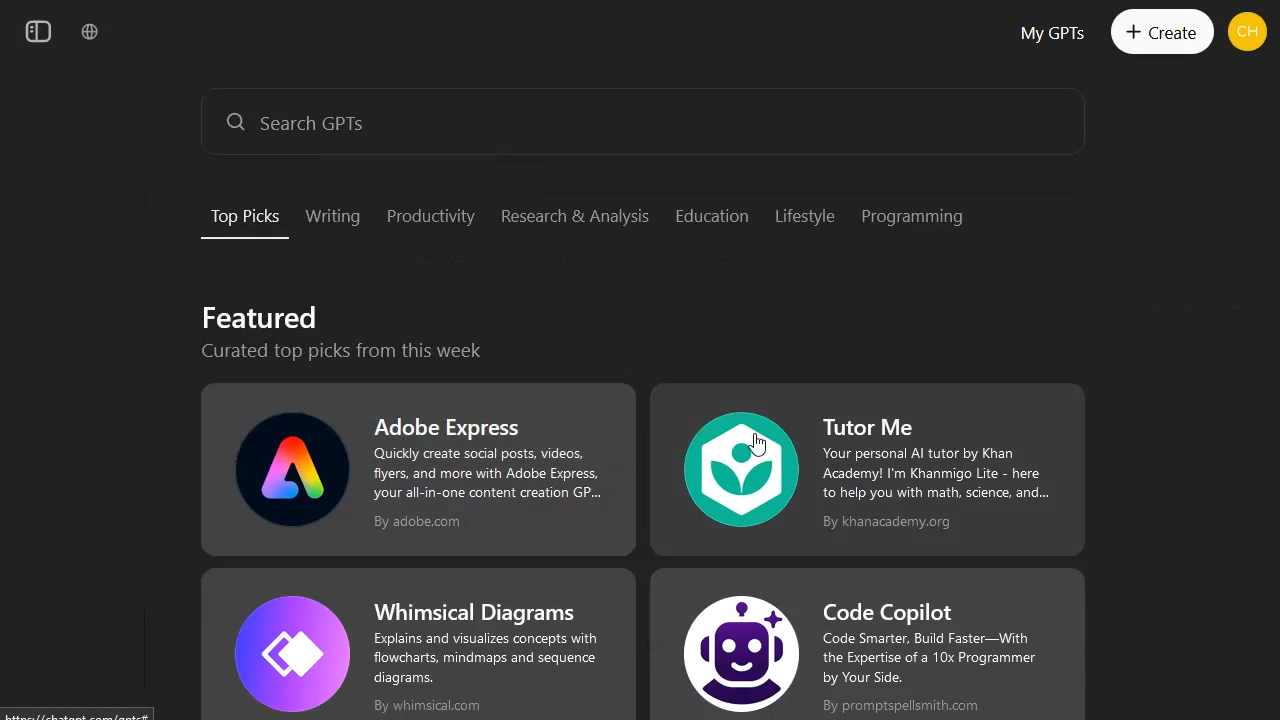 My GPTs
+ Create
CH
Search GPTs
Top Picks Writing Productivity Research & Analysis Education Lifestyle Programming
Featured
Curated top picks from this week
Adobe Express
Quickly create social posts, videos,
flyers, and more with Adobe Express,
your all-in-one content creation GP...
By adobe.com
Tutor Me
Your personal AI tutor by Khan
Academy! I'm Khanmigo Lite - here
to help you with math, science, and...
By khanacademy.org
Whimsical Diagrams
Explains and visualizes concepts with
flowcharts, mindmaps and sequence
diagrams.
By whimsical.com
Code Copilot
Code Smarter, Build Faster—With
the Expertise of a 10x Programmer
by Your Side.
By promptspellsmith.com
https://chatgpt.com/gpts#